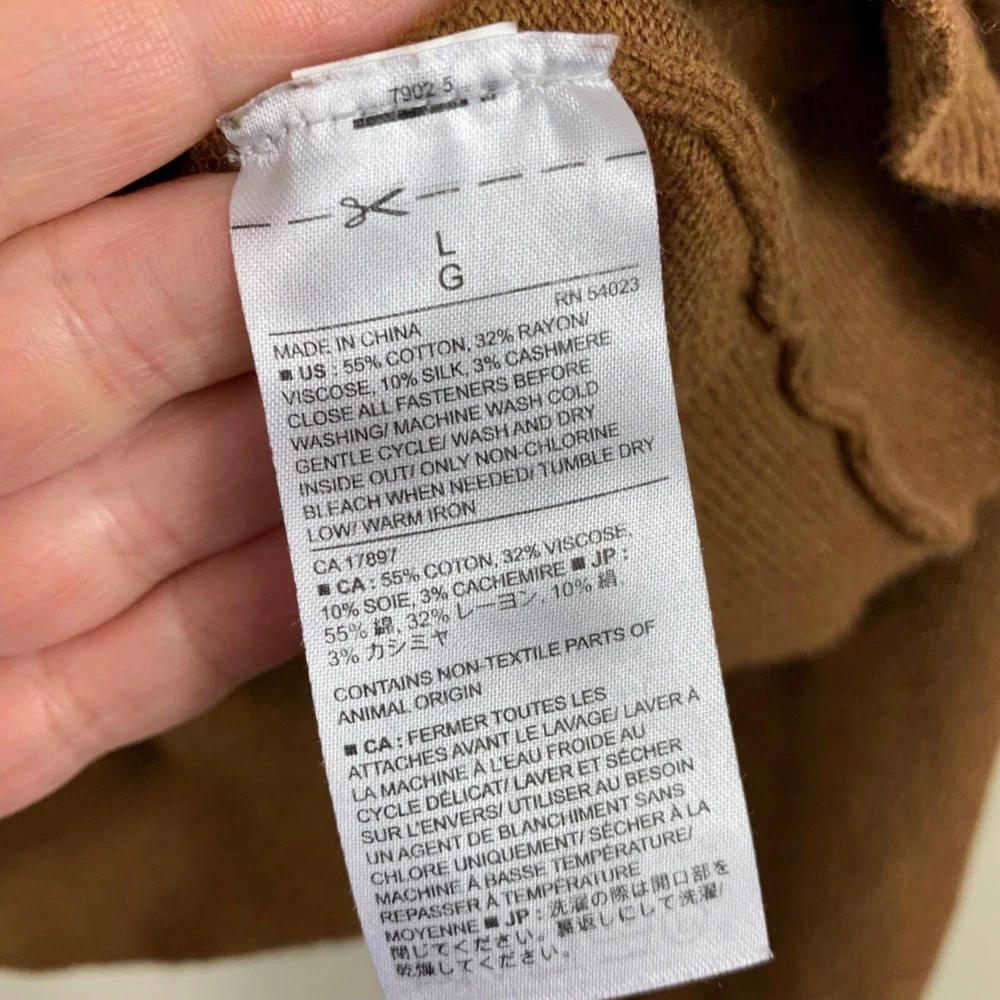 7902 5
L
G
RN 54023
MADE IN CHINA
■ US : 55% COTTON, 32% RAYON/
VISCOSE, 10% SILK, 3% CASHMERE
CLOSE ALL FASTENERS BEFORE
WASHING/ MACHINE WASH COLD
GENTLE CYCLE/ WASH AND DRY
INSIDE OUT/ ONLY NON-CHLORINE
BLEACH WHEN NEEDED/ TUMBLE DRY
LOW/ WARM IRON
CA 17897
■ CA : 55% COTON, 32% VISCOSE,
10% SOIE, 3% CACHEMIRE ■ JP :
55% 綿, 32% レーヨン, 10% 絹
3% カシミヤ
CONTAINS NON-TEXTILE PARTS OF
ANIMAL ORIGIN
■ CA : FERMER TOUTES LES
ATTACHES AVANT LE LAVAGE/ LAVER À
LA MACHINE À L'EAU FROIDE AU
CYCLE DÉLICAT/ LAVER ET SÉCHER
SUR L'ENVERS/ UTILISER AU BESOIN
UN AGENT DE BLANCHIMENT SANS
CHLORE UNIQUEMENT/ SÉCHER À LA
MACHINE À BASSE TEMPÉRATURE/
REPASSER À TEMPÉRATURE
MOYENNE ■ JP : 洗濯の際は開口部を
閉じてください。裏返しにして洗濯/
乾燥してください。